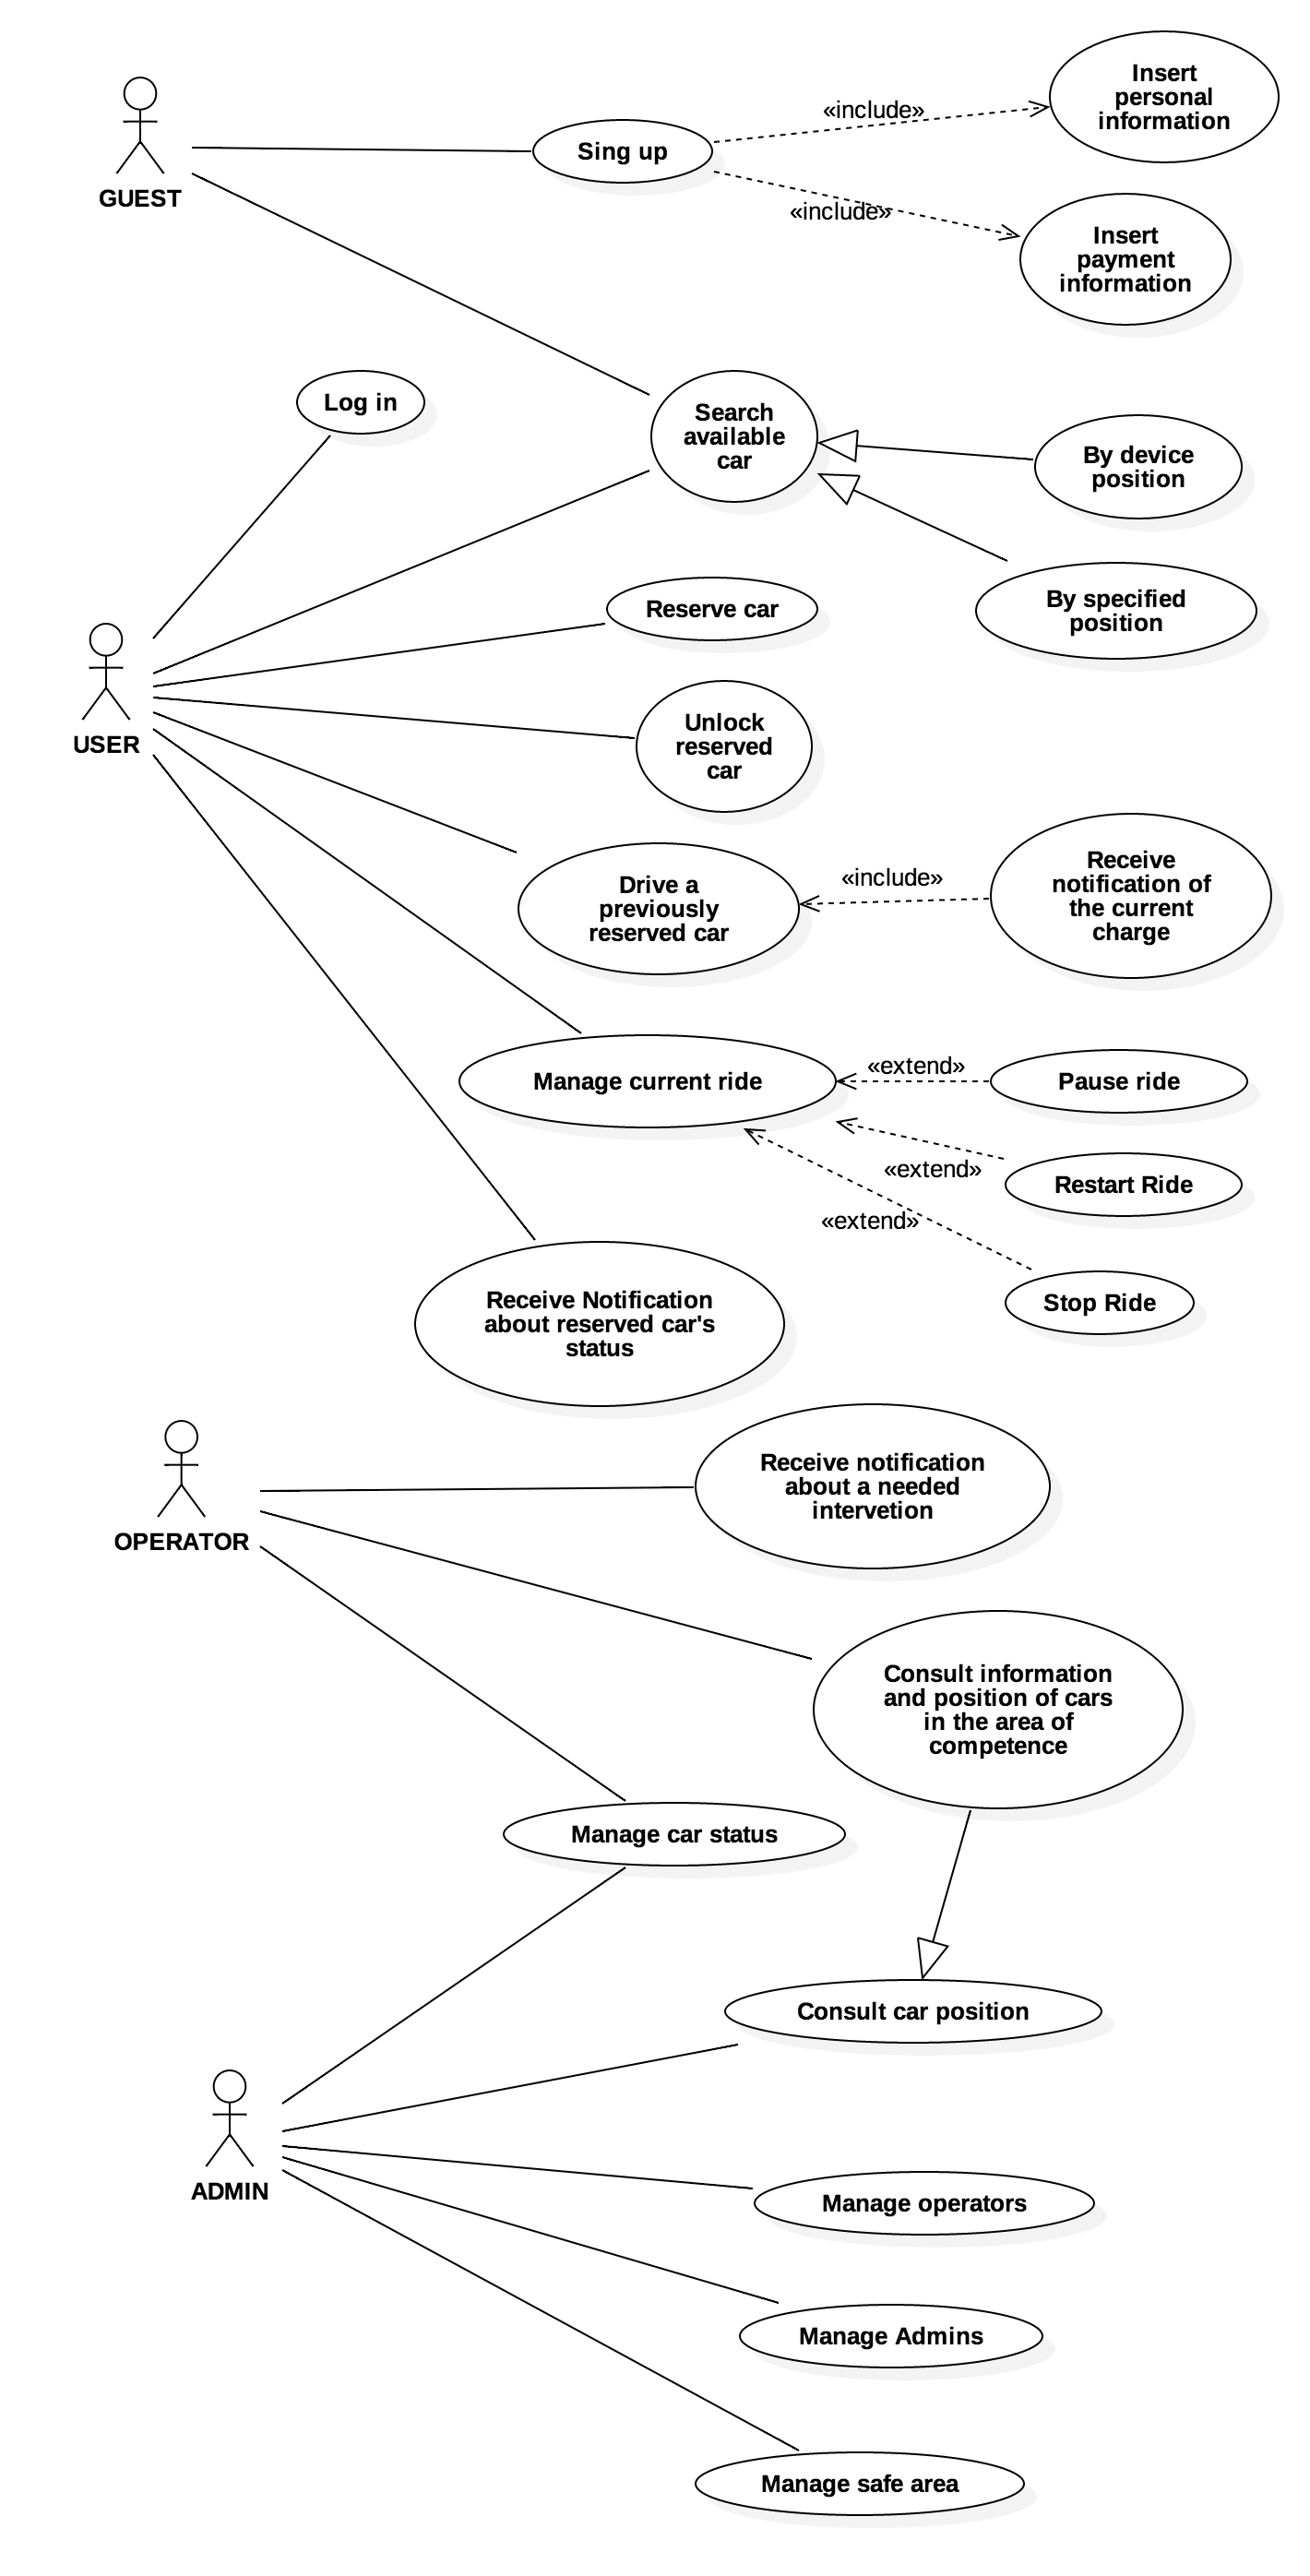 Insert
personal
information
«include»
Sing up
GUEST
«include»
Insert
payment
information
Log in
Search
available
car
By device
position
By specified
position
Reserve car
USER
Unlock
reserved
car
Drive a
previously
reserved car
«include»
Receive
notification of
the current
charge
Manage current ride
«extend»
Pause ride
«extend»
Restart Ride
«extend»
Stop Ride
Receive Notification
about reserved car's
status
OPERATOR
Receive notification
about a needed
intervetion
Consult information
and position of cars
in the area of
competence
Manage car status
Consult car position
ADMIN
Manage operators
Manage Admins
Manage safe area